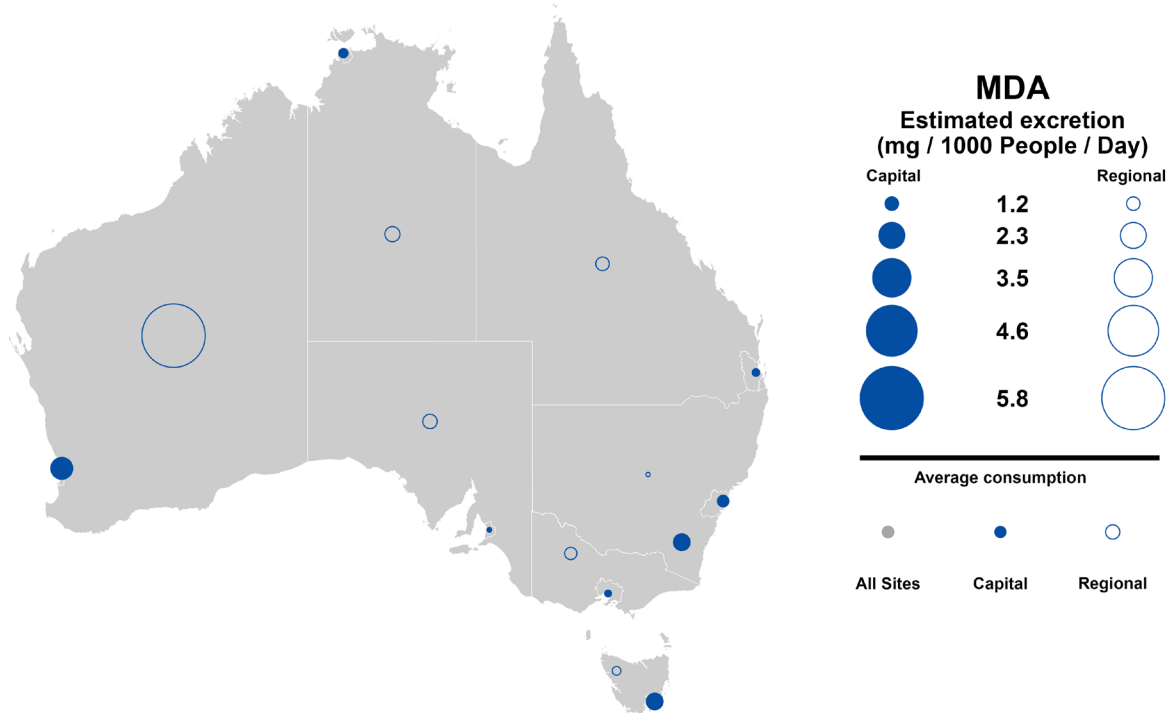 MDA
Estimated excretion
(mg / 1000 People / Day)
Capital Regional
1.2
2.3
3.5
4.6
5.8
Average consumption
All Sites Capital Regional